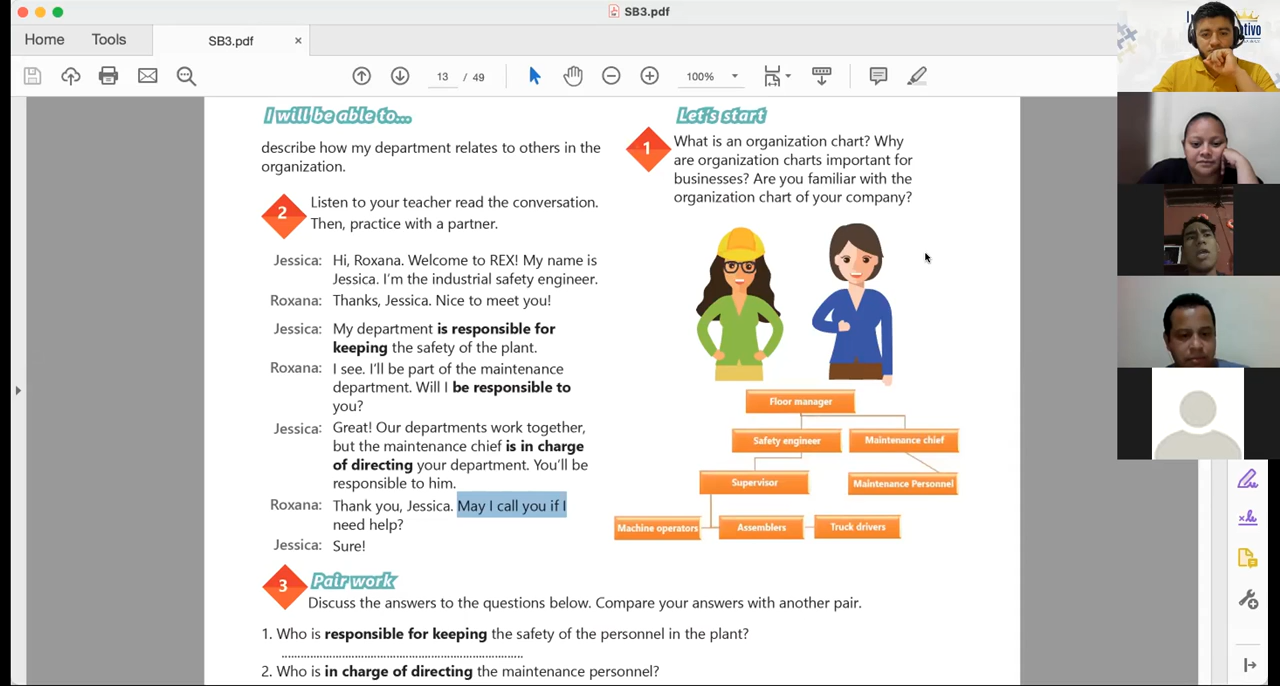 SB3.pdf
Home
Tools
SB3.pdf
×
13 / 49
100%
I will be able to...
describe how my department relates to others in the
organization.
2
Listen to your teacher read the conversation.
Then, practice with a partner.
Jessica: Hi, Roxana. Welcome to REX! My name is
Jessica. I'm the industrial safety engineer.
Roxana: Thanks, Jessica. Nice to meet you!
Jessica: My department is responsible for
keeping the safety of the plant.
Roxana: I see. I'll be part of the maintenance
department. Will I be responsible to
you?
Jessica: Great! Our departments work together,
but the maintenance chief is in charge
of directing your department. You'll be
responsible to him.
Roxana: Thank you, Jessica. May I call you if I
need help?
Jessica: Sure!
Let's start
1
What is an organization chart? Why
are organization charts important for
businesses? Are you familiar with the
organization chart of your company?
Floor manager
Safety engineer
Maintenance chief
Supervisor
Maintenance Personnel
Machine operators
Assemblers
Truck drivers
3
Pair work
Discuss the answers to the questions below. Compare your answers with another pair.
1. Who is responsible for keeping the safety of the personnel in the plant?
2. Who is in charge of directing the maintenance personnel?